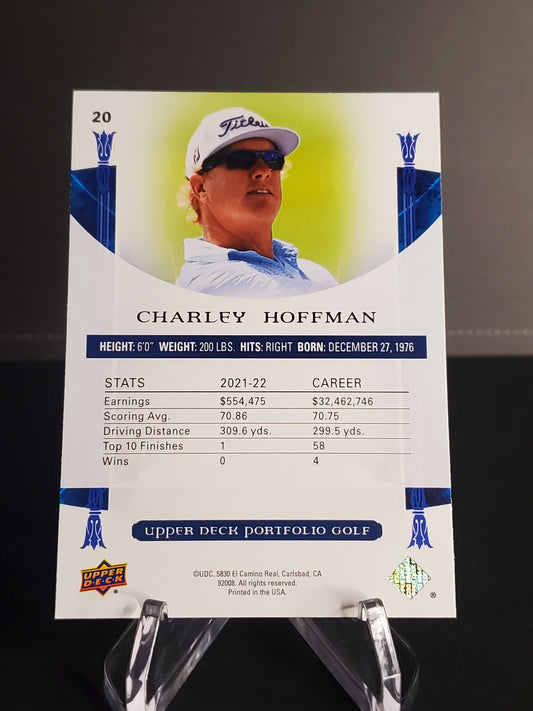 20
Titleist
CHARLEY HOFFMAN
HEIGHT: 6'0" WEIGHT: 200 LBS. HITS: RIGHT BORN: DECEMBER 27, 1976
STATS 2021-22 CAREER
Earnings $554,475 $32,462,746
Scoring Avg. 70.86 70.75
Driving Distance 309.6 yds. 299.5 yds.
Top 10 Finishes 1 58
Wins 0 4
UPPER DECK PORTFOLIO GOLF
UPPER DECK ®
©UDC. 5830 El Camino Real, Carlsbad, CA
92008. All rights reserved.
Printed in the USA.
®